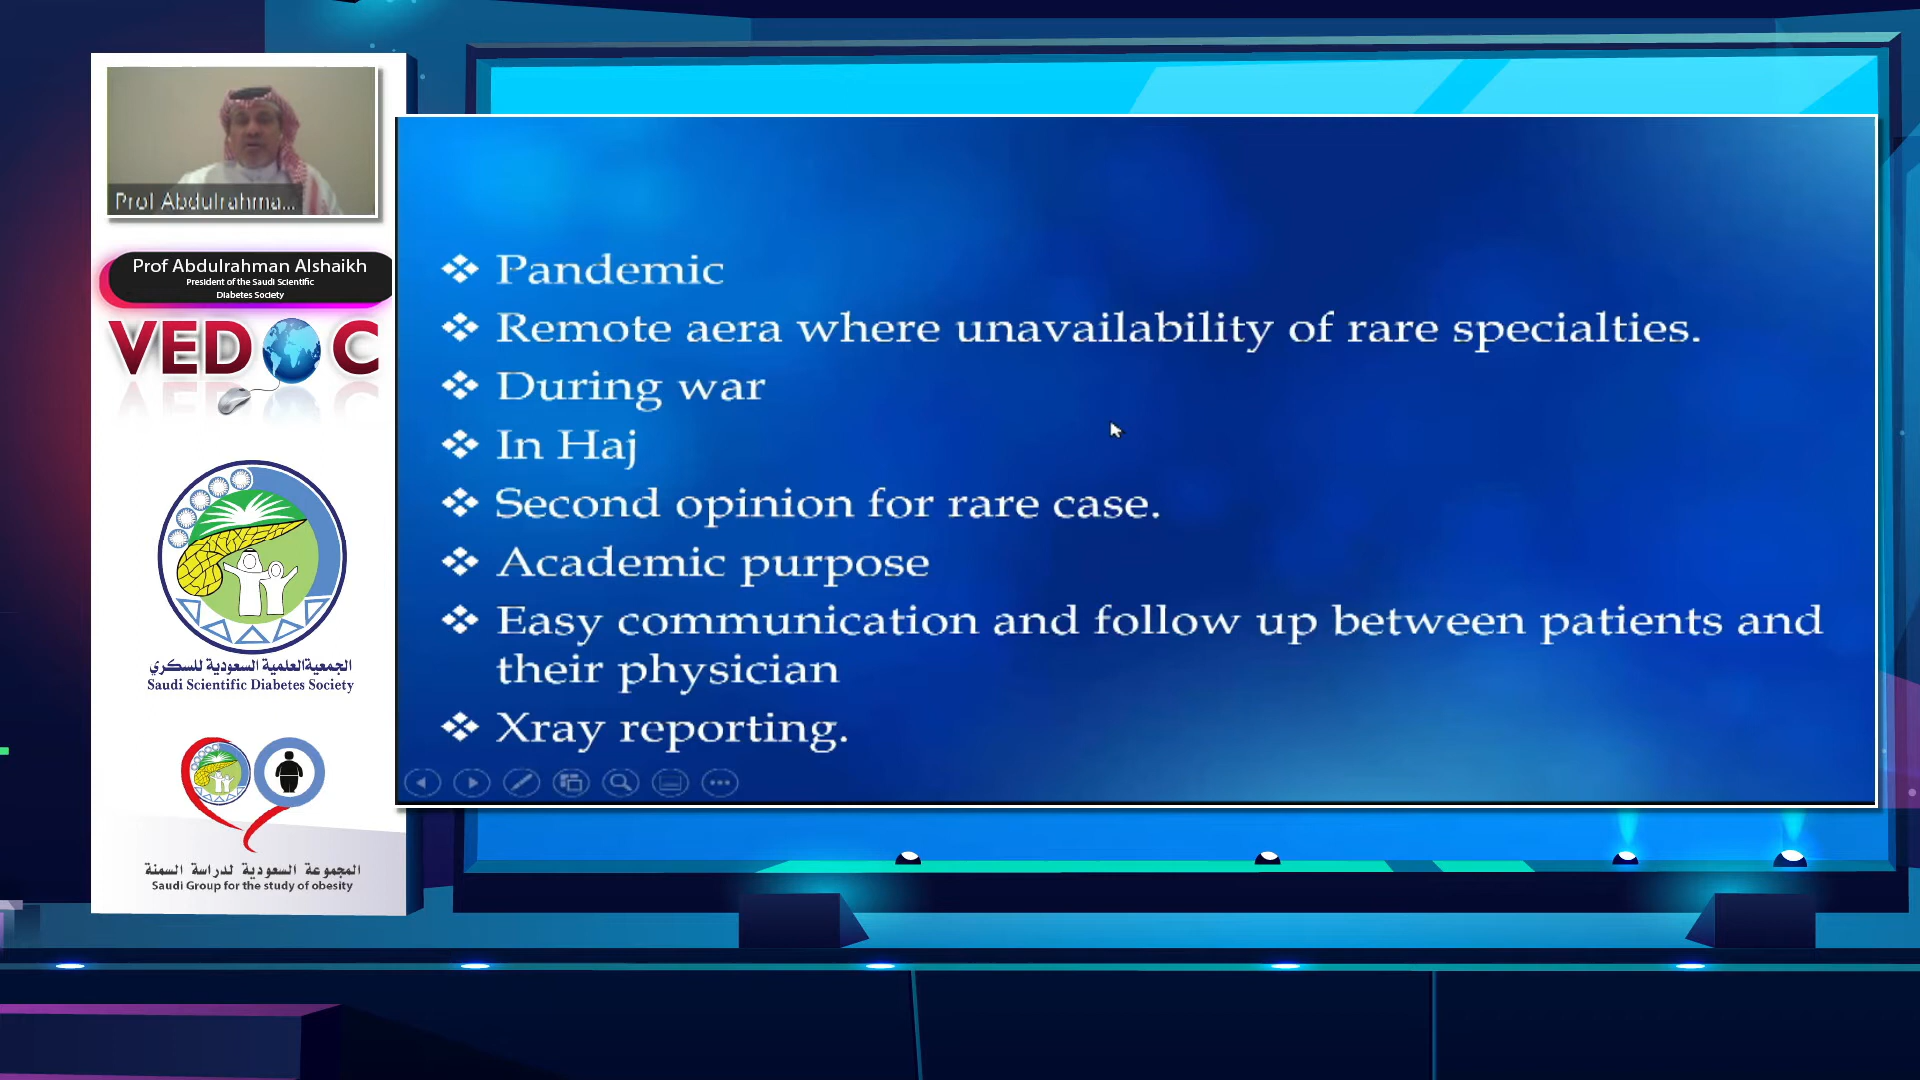 Prof Abdulrahma...
Prof Abdulrahman Alshaikh
President of the Saudi Scientific
Diabetes Society
VEDOC
الجمعية العلمية السعودية للسكري
Saudi Scientific Diabetes Society
المجموعة السعودية لدراسة السمنة
Saudi Group for the study of obesity
Pandemic
Remote aera where unavailability of rare specialties.
During war
In Haj
Second opinion for rare case.
Academic purpose
Easy communication and follow up between patients and
their physician
Xray reporting.